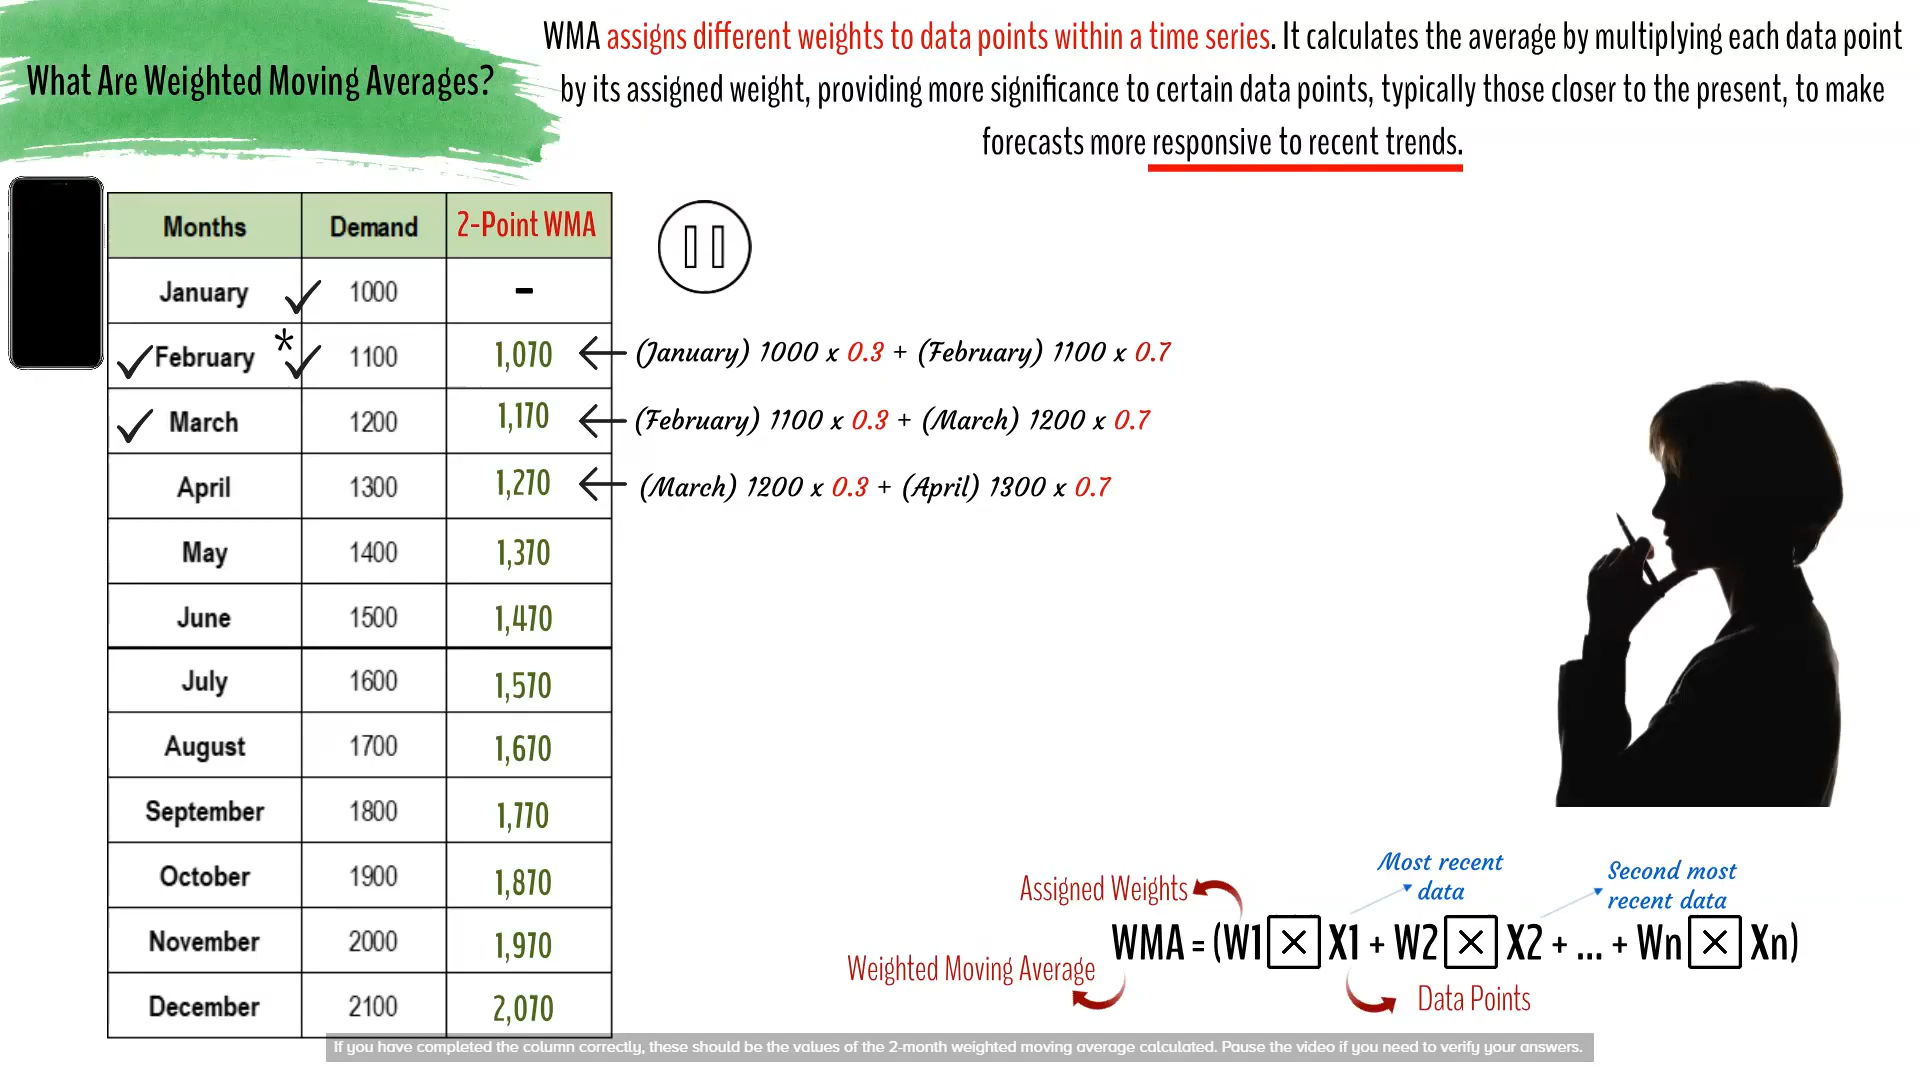 What Are Weighted Moving Averages?
WMA assigns different weights to data points within a time series. It calculates the average by multiplying each data point
by its assigned weight, providing more significance to certain data points, typically those closer to the present, to make
forecasts more responsive to recent trends.
Months Demand 2-Point WMA
January 1000 -
February * 1100 1,070 (January) 1000 x 0.3 + (February) 1100 x 0.7
March 1200 1,170 (February) 1100 x 0.3 + (March) 1200 x 0.7
April 1300 1,270 (March) 1200 x 0.3 + (April) 1300 x 0.7
May 1400 1,370
June 1500 1,470
July 1600 1,570
August 1700 1,670
September 1800 1,770
October 1900 1,870
November 2000 1,970
December 2100 2,070
Most recent
data
Second most
recent data
Assigned Weights
WMA = (W1 × X1 + W2 × X2 + ... + Wn × Xn)
Weighted Moving Average
Data Points
If you have completed the column correctly, these should be the values of the 2-month weighted moving average calculated. Pause the video if you need to verify your answers.